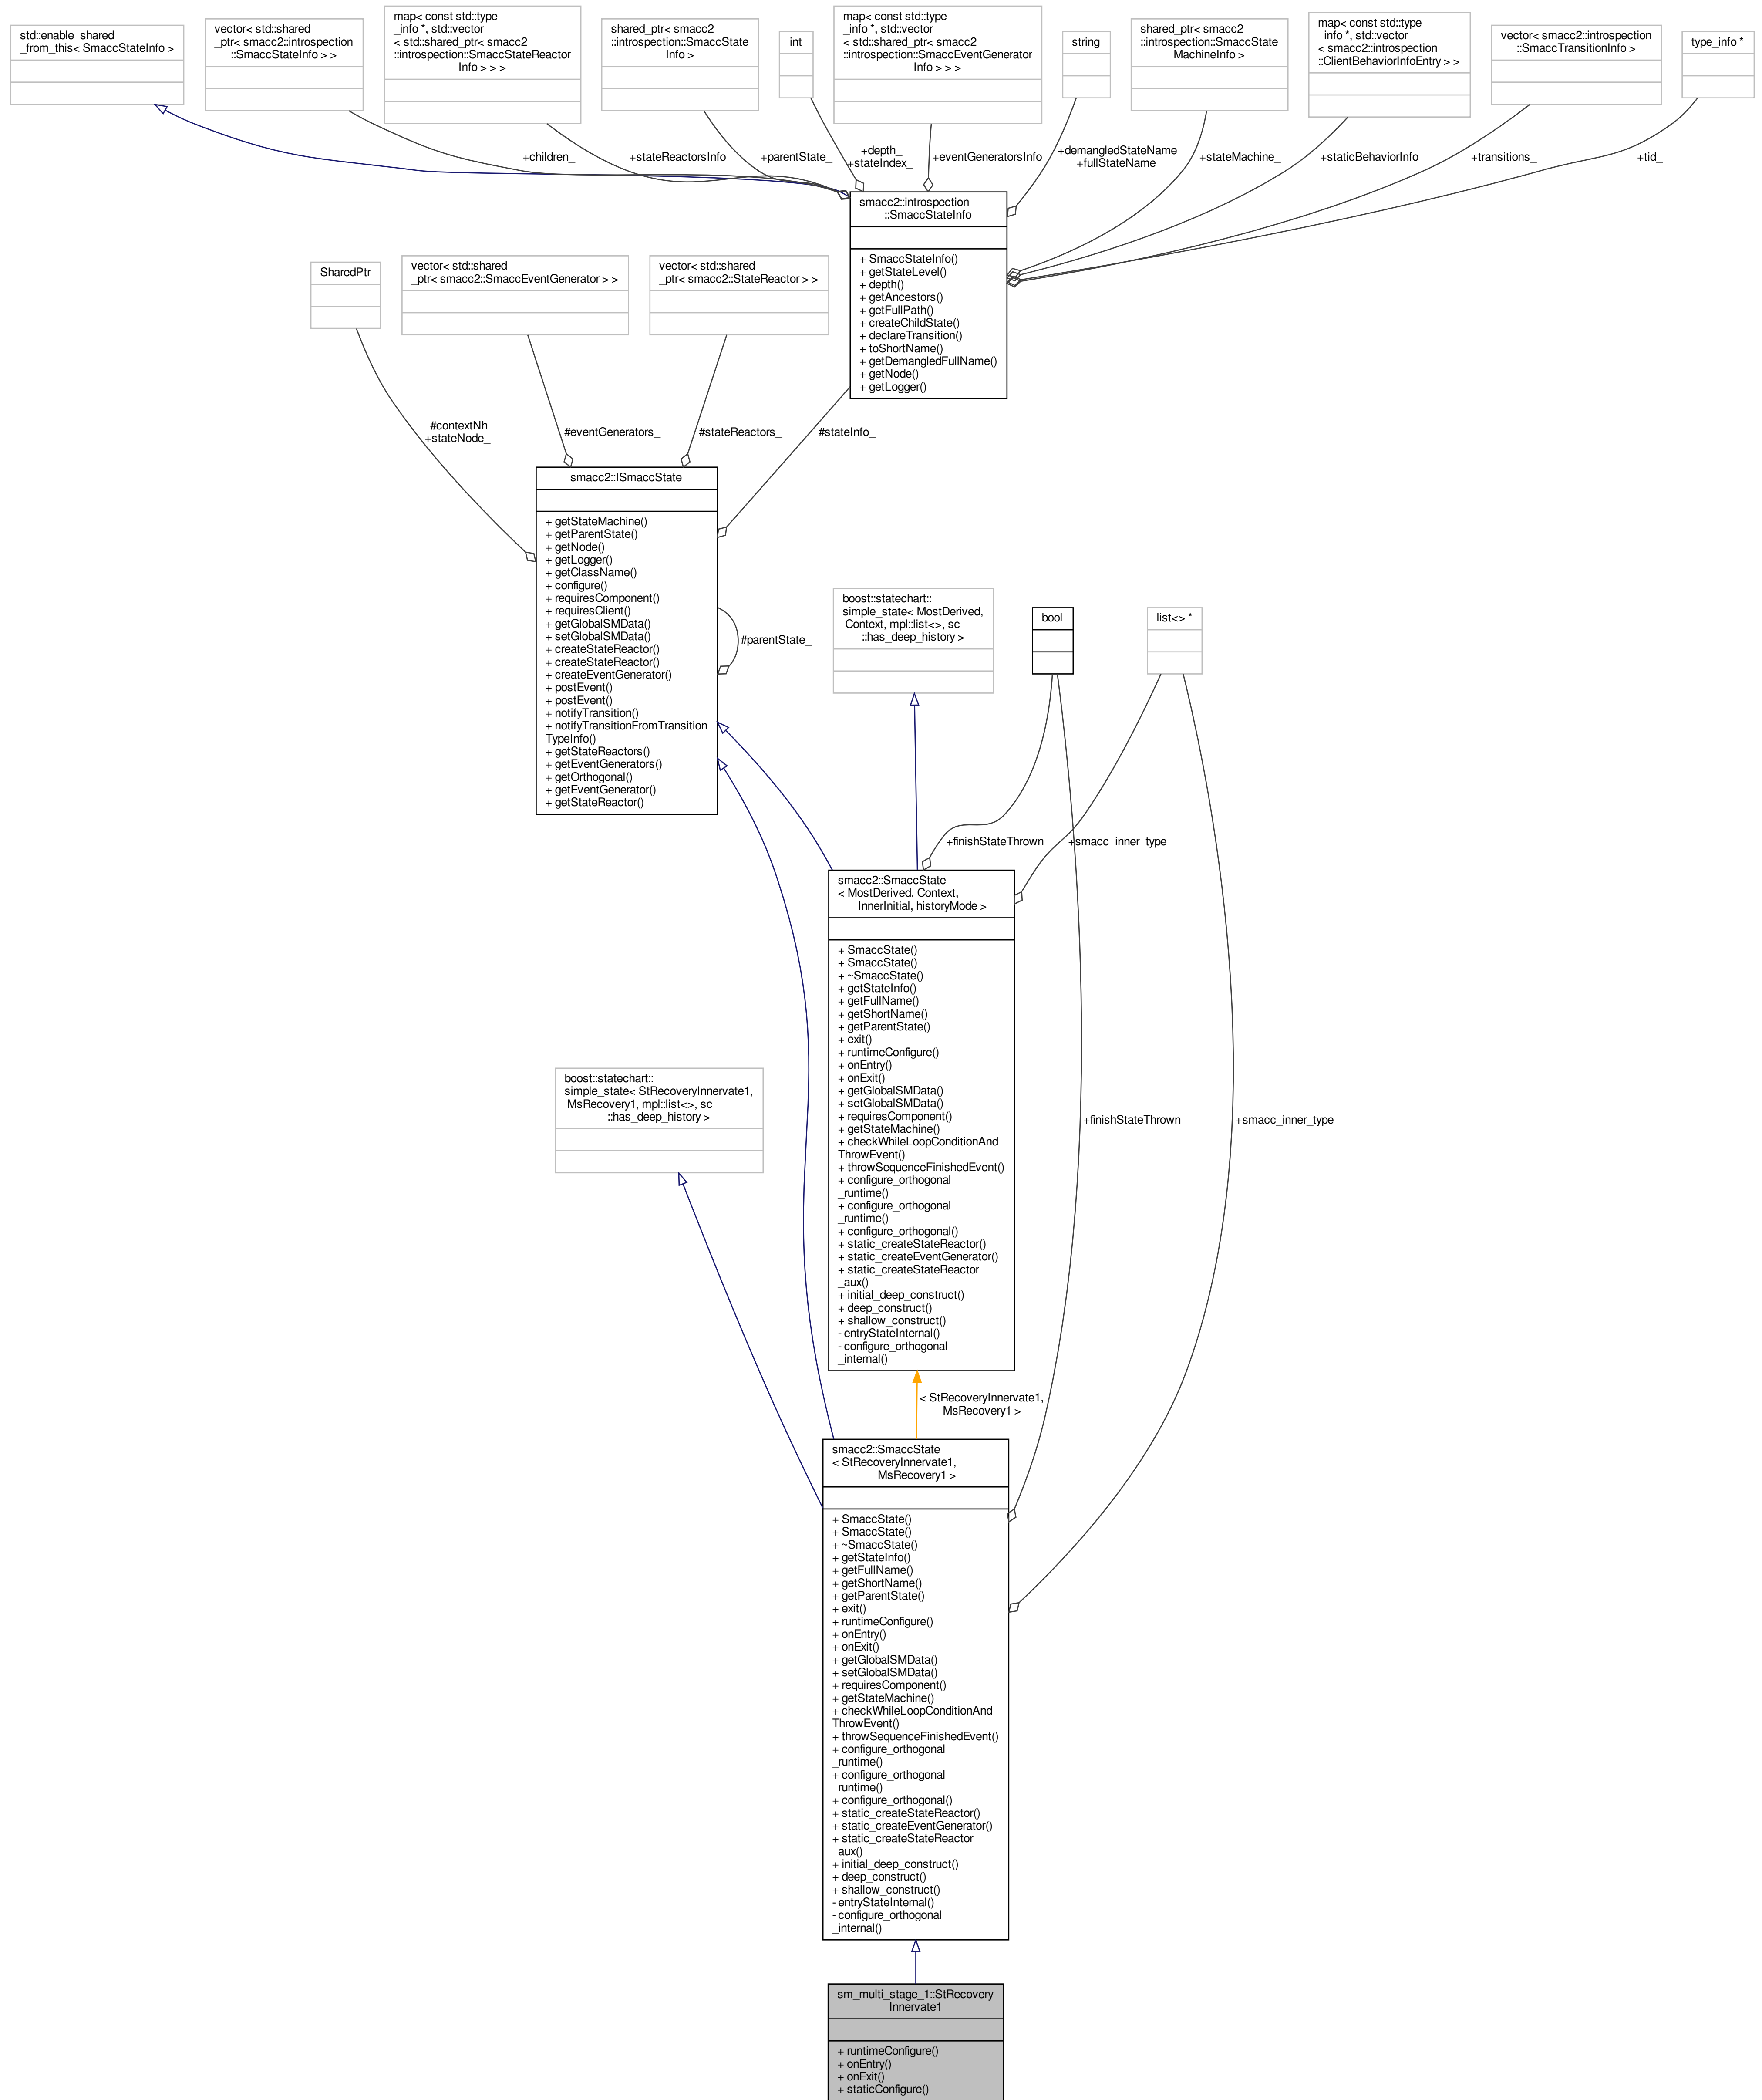 std::enable_shared
_from_this< SmaccStateInfo >
vector< std::shared
_ptr< smacc2::introspection
::SmaccStateInfo > >
map< const std::type
_info *, std::vector
< std::shared_ptr< smacc2
::introspection::SmaccStateReactor
Info > > >
shared_ptr< smacc2
::introspection::SmaccState
Info >
int
map< const std::type
_info *, std::vector
< std::shared_ptr< smacc2
::introspection::SmaccEventGenerator
Info > > >
string
shared_ptr< smacc2
::introspection::SmaccState
MachineInfo >
map< const std::type
_info *, std::vector
< smacc2::introspection
::ClientBehaviorInfoEntry > >
vector< smacc2::introspection
::SmaccTransitionInfo >
type_info *
+children_
+stateReactorsInfo
+parentState_
+depth_
+stateIndex_
+eventGeneratorsInfo
+demangledStateName
+fullStateName
+stateMachine_
+staticBehaviorInfo
+transitions_
+tid_
smacc2::introspection
::SmaccStateInfo
+ SmaccStateInfo()
+ getStateLevel()
+ depth()
+ getAncestors()
+ getFullPath()
+ createChildState()
+ declareTransition()
+ toShortName()
+ getDemangledFullName()
+ getNode()
+ getLogger()
SharedPtr
vector< std::shared
_ptr< smacc2::SmaccEventGenerator > >
vector< std::shared
_ptr< smacc2::StateReactor > >
#contextNh
+stateNode_
#eventGenerators_
#stateReactors_
#stateInfo_
smacc2::ISmaccState
+ getStateMachine()
+ getParentState()
+ getNode()
+ getLogger()
+ getClassName()
+ configure()
+ requiresComponent()
+ requiresClient()
+ getGlobalSMData()
+ setGlobalSMData()
+ createStateReactor()
+ createStateReactor()
+ createEventGenerator()
+ postEvent()
+ postEvent()
+ notifyTransition()
+ notifyTransitionFromTransition
TypeInfo()
+ getStateReactors()
+ getEventGenerators()
+ getOrthogonal()
+ getEventGenerator()
+ getStateReactor()
#parentState_
boost::statechart::
simple_state< MostDerived,
Context, mpl::list<>, sc
::has_deep_history >
bool
list<> *
+finishStateThrown
+smacc_inner_type
smacc2::SmaccState
< MostDerived, Context,
InnerInitial, historyMode >
+ SmaccState()
+ SmaccState()
+ ~SmaccState()
+ getStateInfo()
+ getFullName()
+ getShortName()
+ getParentState()
+ exit()
+ runtimeConfigure()
+ onEntry()
+ onExit()
+ getGlobalSMData()
+ setGlobalSMData()
+ requiresComponent()
+ getStateMachine()
+ checkWhileLoopConditionAnd
ThrowEvent()
+ throwSequenceFinishedEvent()
+ configure_orthogonal
_runtime()
+ configure_orthogonal
_runtime()
+ configure_orthogonal()
+ static_createStateReactor()
+ static_createEventGenerator()
+ static_createStateReactor
_aux()
+ initial_deep_construct()
+ deep_construct()
+ shallow_construct()
- entryStateInternal()
- configure_orthogonal
_internal()
boost::statechart::
simple_state< StRecoveryInnervate1,
MsRecovery1, mpl::list<>, sc
::has_deep_history >
+finishStateThrown
+smacc_inner_type
< StRecoveryInnervate1,
MsRecovery1 >
smacc2::SmaccState
< StRecoveryInnervate1,
MsRecovery1 >
+ SmaccState()
+ SmaccState()
+ ~SmaccState()
+ getStateInfo()
+ getFullName()
+ getShortName()
+ getParentState()
+ exit()
+ runtimeConfigure()
+ onEntry()
+ onExit()
+ getGlobalSMData()
+ setGlobalSMData()
+ requiresComponent()
+ getStateMachine()
+ checkWhileLoopConditionAnd
ThrowEvent()
+ throwSequenceFinishedEvent()
+ configure_orthogonal
_runtime()
+ configure_orthogonal
_runtime()
+ configure_orthogonal()
+ static_createStateReactor()
+ static_createEventGenerator()
+ static_createStateReactor
_aux()
+ initial_deep_construct()
+ deep_construct()
+ shallow_construct()
- entryStateInternal()
- configure_orthogonal
_internal()
sm_multi_stage_1::StRecovery
Innervate1
+ runtimeConfigure()
+ onEntry()
+ onExit()
+ staticConfigure()